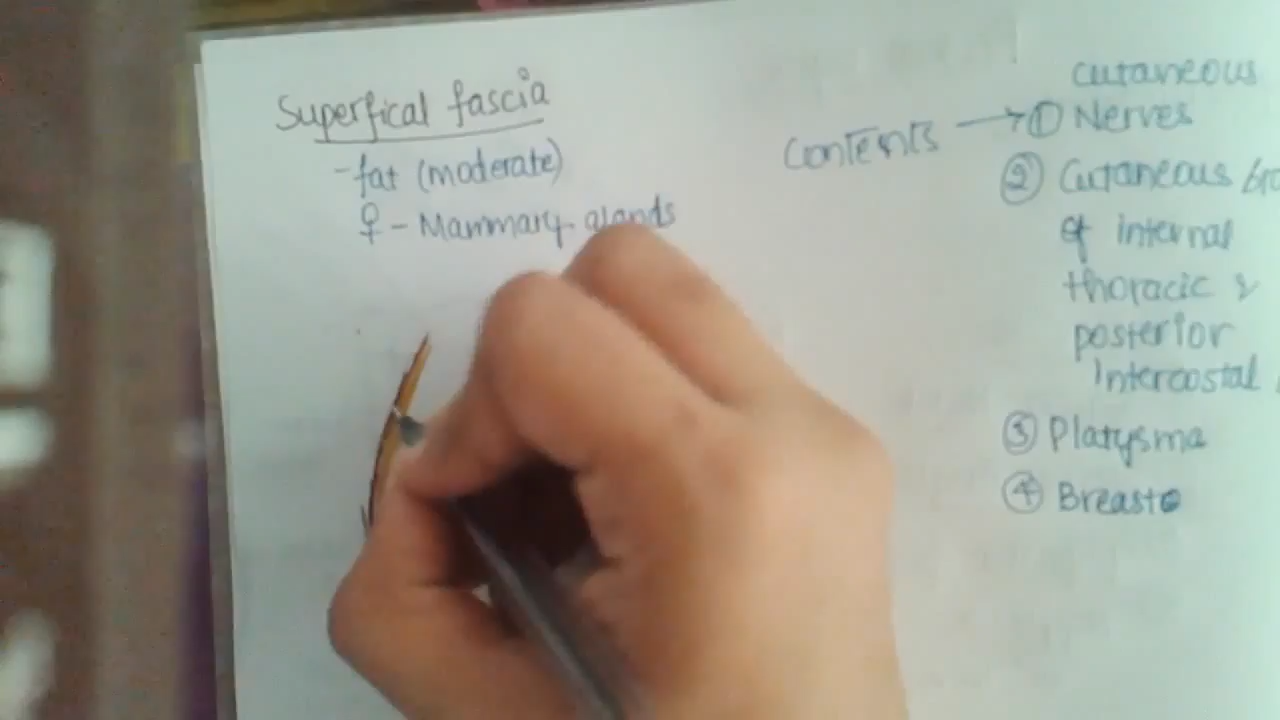 Superfical fascia
-fat (moderate)
♀ - Mammary glands
Contents → ① cutaneous
Nerves
② Cutaneous
of internal
thoracic &
posterior
Intercostal
③ Platysma
④ Breast